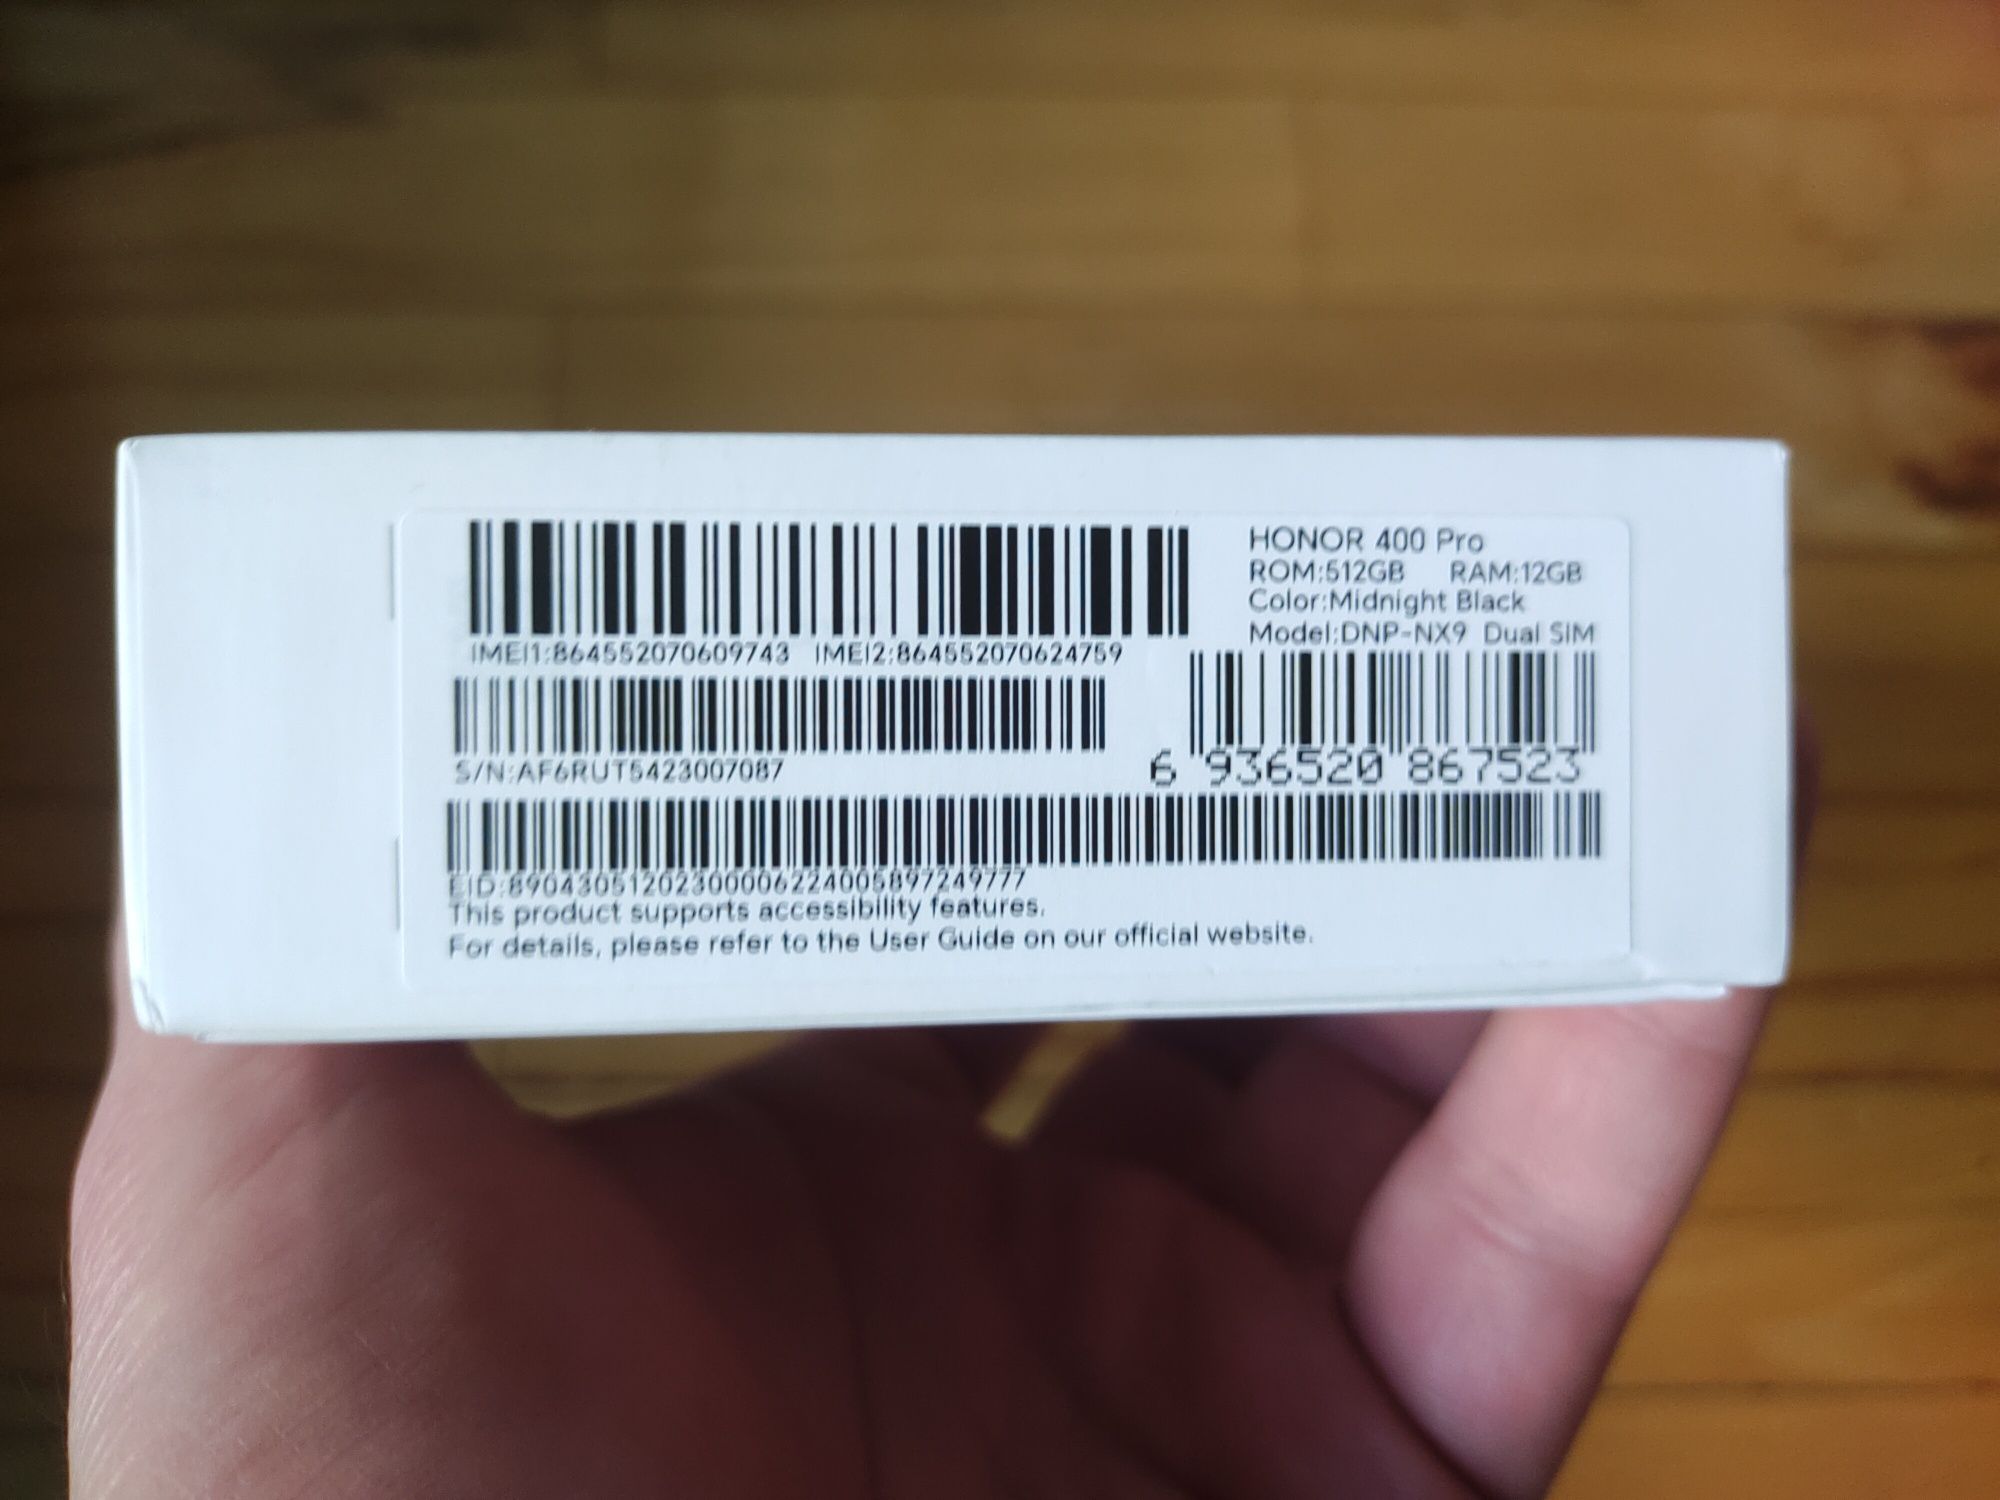 HONOR 400 Pro
ROM:512GB RAM:12GB
Color:Midnight Black
Model:DNP-NX9 Dual SIM
IMEI1:864552070609743 IMEI2:864552070624759
S/N:AF6RUT5423007087
6 936520 867523
EID:89043051202300006224005897249777
This product supports accessibility features.
For details, please refer to the User Guide on our official website.